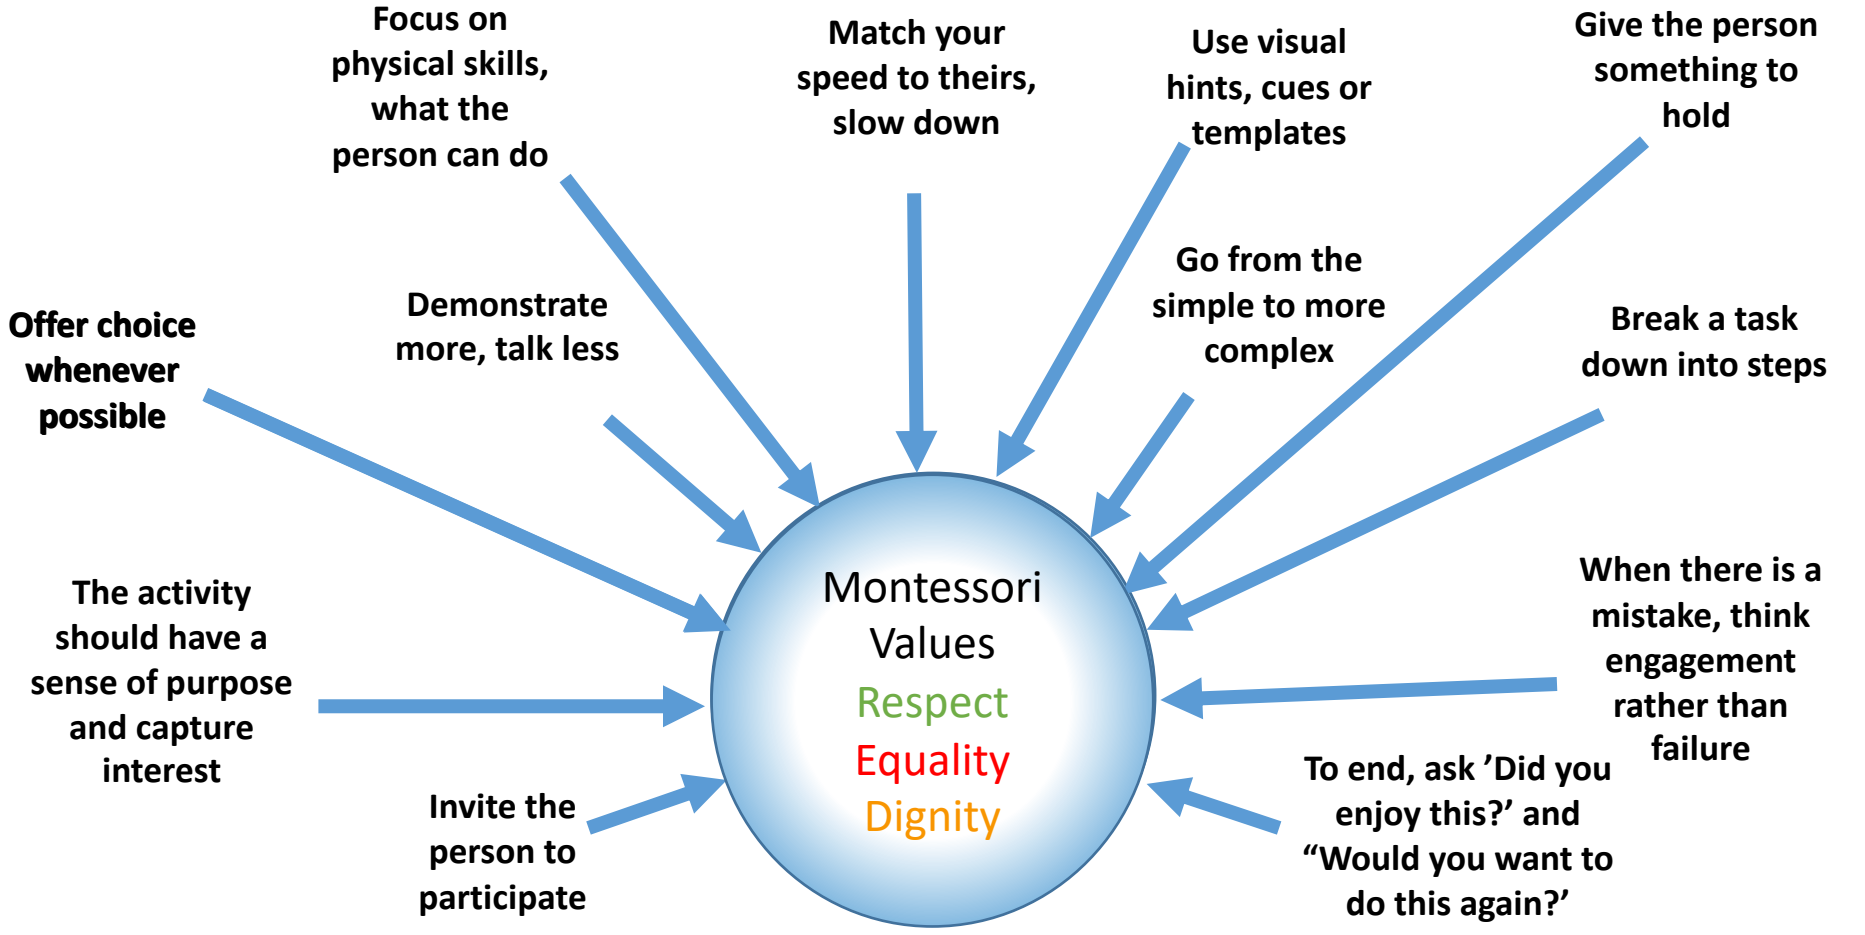 Focus on
physical skills,
what the
person can do
Match your
speed to theirs,
slow down
Use visual
hints, cues or
templates
Give the person
something to
hold
Offer choice
whenever
possible
Demonstrate
more, talk less
Go from the
simple to more
complex
Break a task
down into steps
The activity
should have a
sense of purpose
and capture
interest
Montessori
Values
Respect
Equality
Dignity
When there is a
mistake, think
engagement
rather than
failure
Invite the
person to
participate
To end, ask ’Did you
enjoy this?’ and
“Would you want to
do this again?’